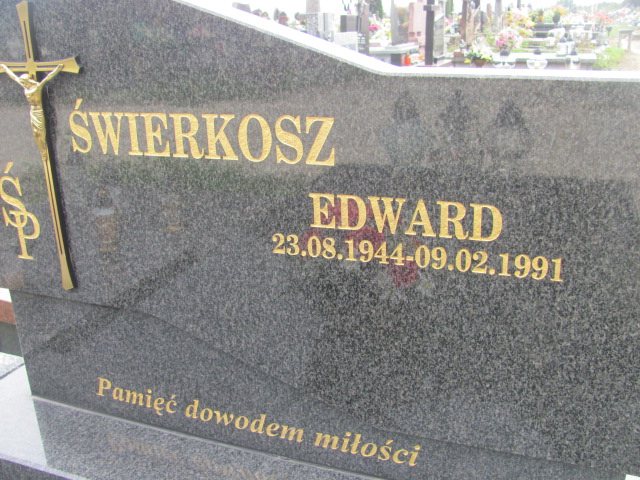 ŚP
ŚWIERKOSZ
EDWARD
23.08.1944-09.02.1991
Pamięć dowodem miłości